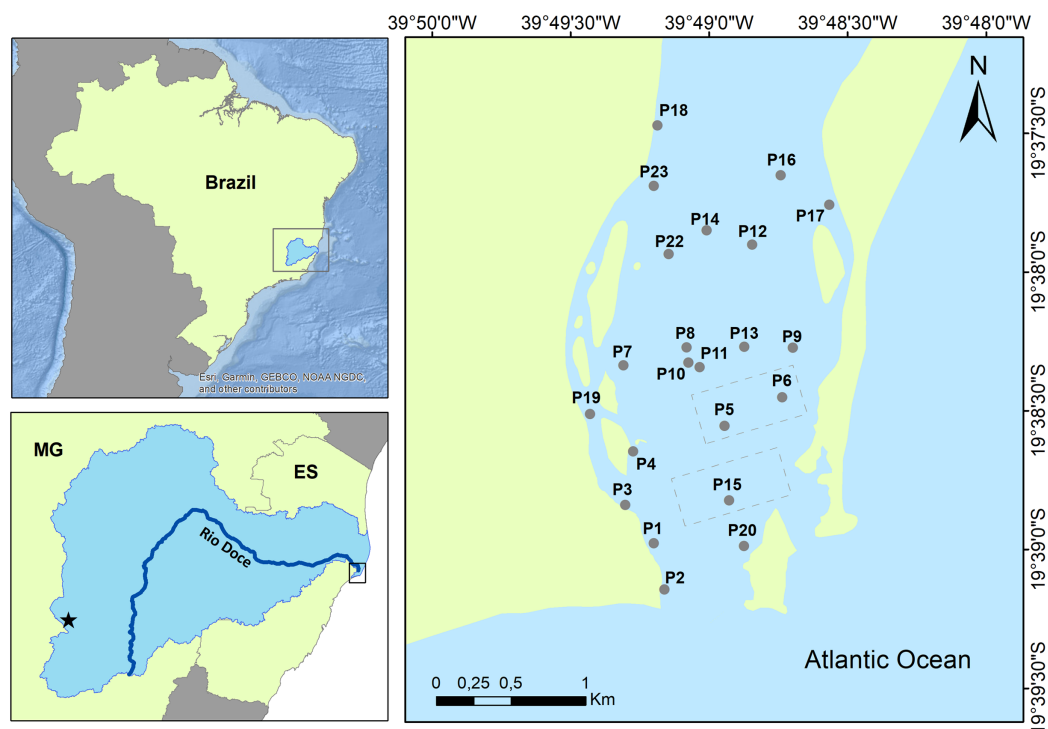 Brazil
Esri, Garmin, GEBCO, NOAA NGDC,
and other contributors
MG
ES
Rio Doce
39°50'0"W
39°49'30"W
39°49'0"W
39°48'30"W
39°48'0"W
N
P18
P16
P23
P17
P14
P12
P22
P8
P13
P9
P7
P11
P10
P6
P19
P5
P4
P15
P3
P1
P20
P2
19°37'30"S
19°38'0"S
19°38'30"S
19°39'0"S
19°39'30"S
Atlantic Ocean
0 0,25 0,5 1
Km